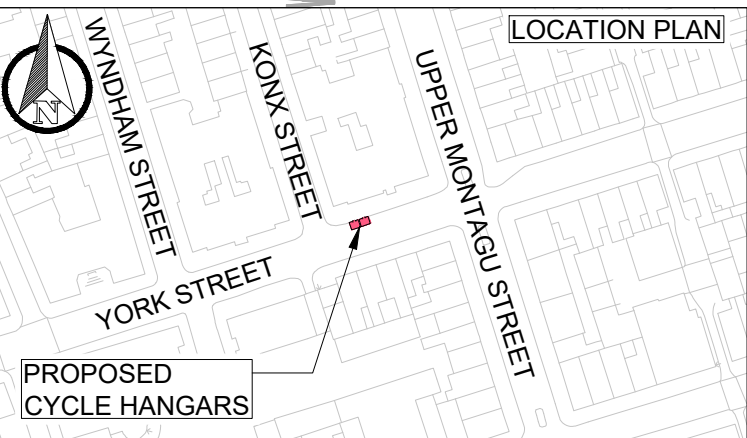 LOCATION PLAN
N
WYNDHAM STREET
KONX STREET
UPPER MONTAGU STREET
YORK STREET
PROPOSED
CYCLE HANGARS